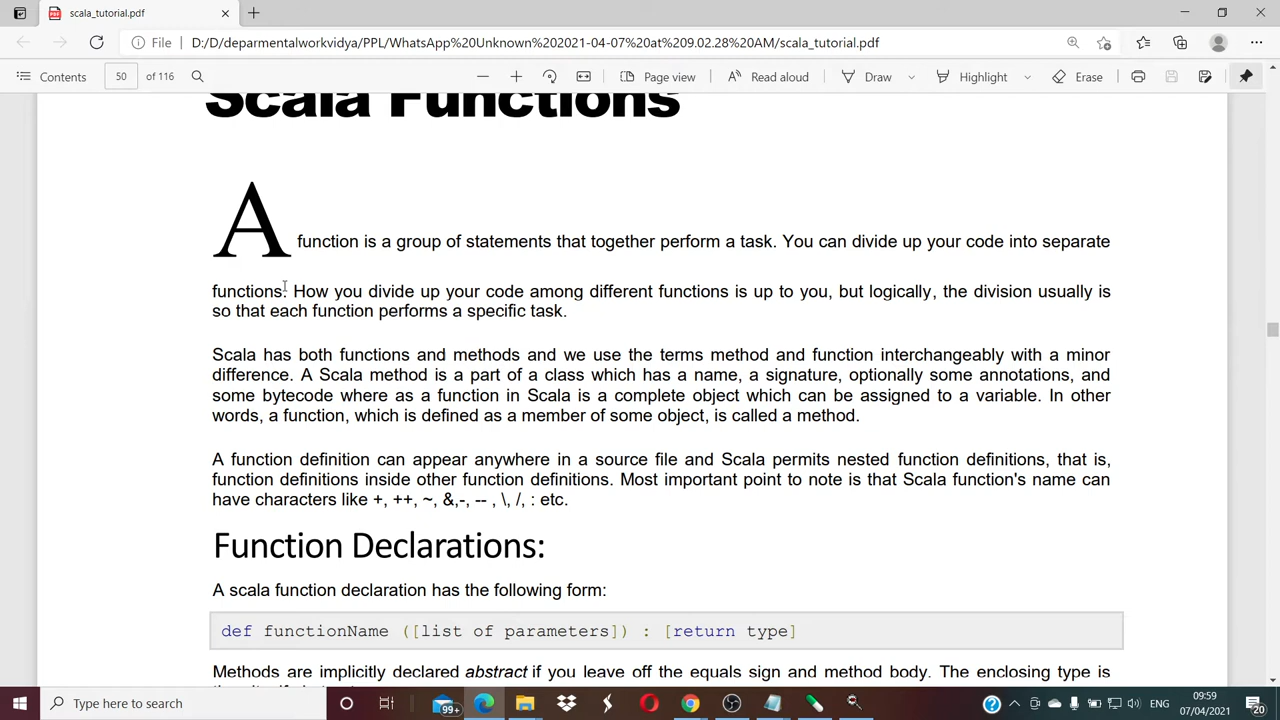 scala_tutorial.pdf
File D:/D/deparmentalworkvidya/PPL/WhatsApp%20Unknown%202021-04-07%20at%209.02.28%20AM/scala_tutorial.pdf
Contents 50 of 116 Page view Read aloud Draw Highlight Erase
Scala Functions
A function is a group of statements that together perform a task. You can divide up your code into separate
functions. How you divide up your code among different functions is up to you, but logically, the division usually is
so that each function performs a specific task.
Scala has both functions and methods and we use the terms method and function interchangeably with a minor
difference. A Scala method is a part of a class which has a name, a signature, optionally some annotations, and
some bytecode where as a function in Scala is a complete object which can be assigned to a variable. In other
words, a function, which is defined as a member of some object, is called a method.
A function definition can appear anywhere in a source file and Scala permits nested function definitions, that is,
function definitions inside other function definitions. Most important point to note is that Scala function's name can
have characters like +, ++, ~, &,-, -- , \, /, : etc.
Function Declarations:
A scala function declaration has the following form:
def functionName ([list of parameters]) : [return type]
Methods are implicitly declared abstract if you leave off the equals sign and method body. The enclosing type is
Type here to search
99+
ENG
09:59
07/04/2021
20